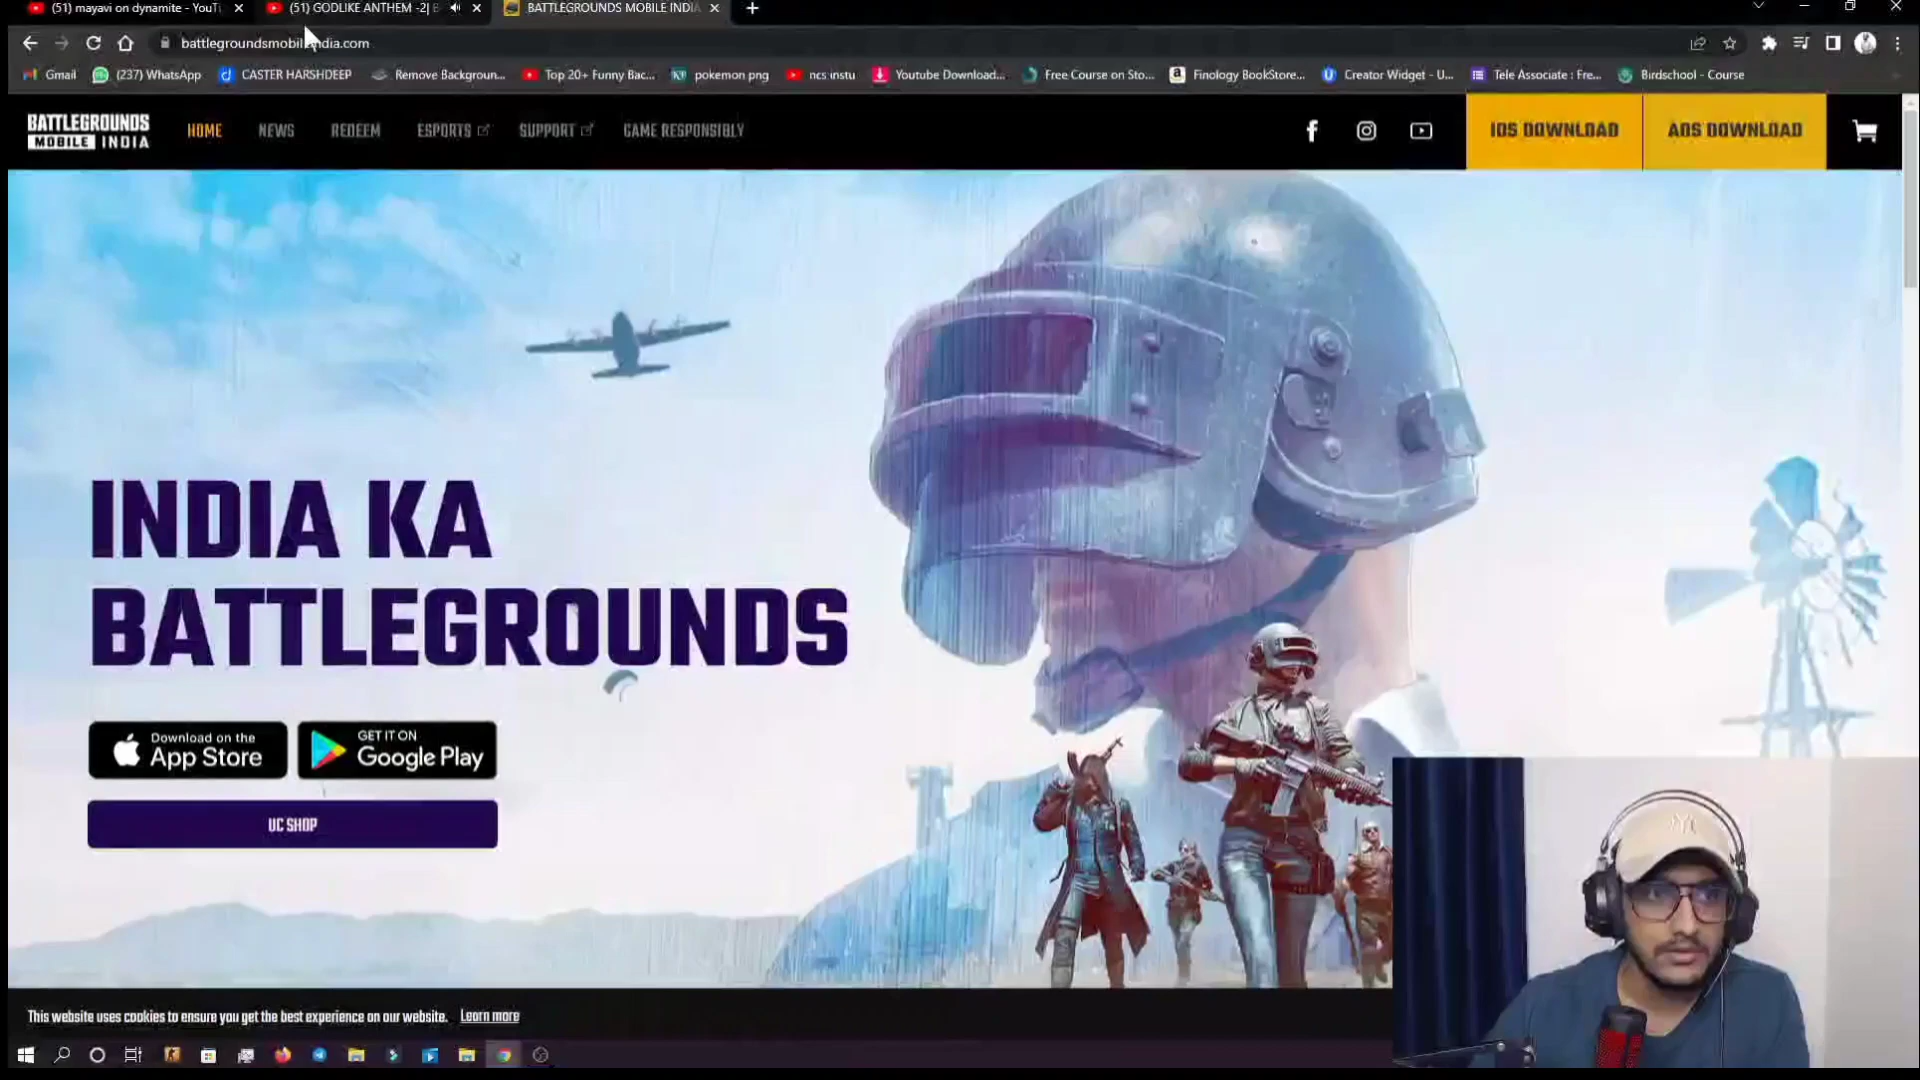 (51) mayavi on dynamite - YouT
(51) GODLIKE ANTHEM -2|
BATTLEGROUNDS MOBILE INDIA
battlegroundsmobileindia.com
Gmail
(237) WhatsApp
CASTER HARSHDEEP
Remove Backgroun...
Top 20+ Funny Bac...
pokemon png
ncs instu
Youtube Download...
Free Course on Sto...
Finology BookStore...
Creator Widget - U...
Tele Associate : Fre...
Birdschool - Course
BATTLEGROUNDS
MOBILE INDIA
HOME
NEWS
REDEEM
ESPORTS
SUPPORT
GAME RESPONSIBLY
IOS DOWNLOAD
AOS DOWNLOAD
INDIA KA
BATTLEGROUNDS
Download on the
App Store
GET IT ON
Google Play
UC SHOP
This website uses cookies to ensure you get the best experience on our website. Learn more